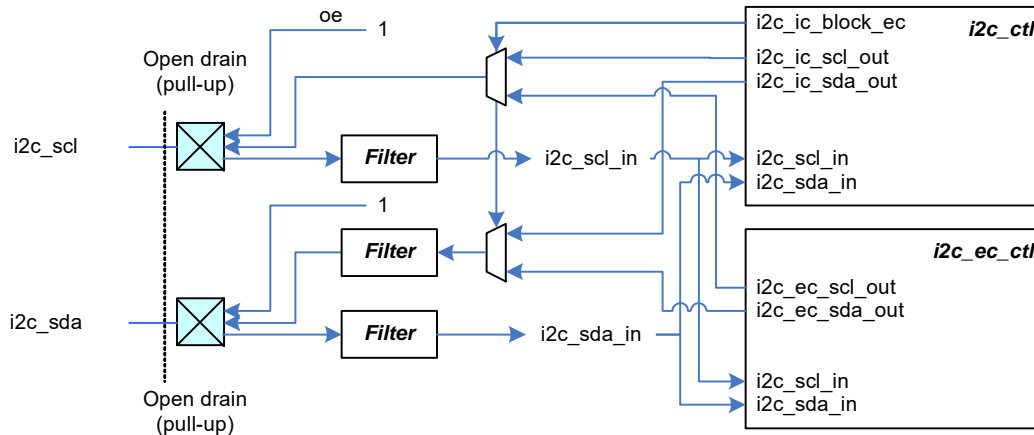 oe
1
i2c_ic_block_ec
i2c_ctl
Open drain
(pull-up)
i2c_ic_scl_out
i2c_ic_sda_out
i2c_scl
Filter
i2c_scl_in
i2c_scl_in
i2c_sda_in
1
Filter
i2c_ec_ctl
i2c_ec_scl_out
i2c_ec_sda_out
i2c_sda
Filter
i2c_sda_in
i2c_scl_in
i2c_sda_in
Open drain
(pull-up)